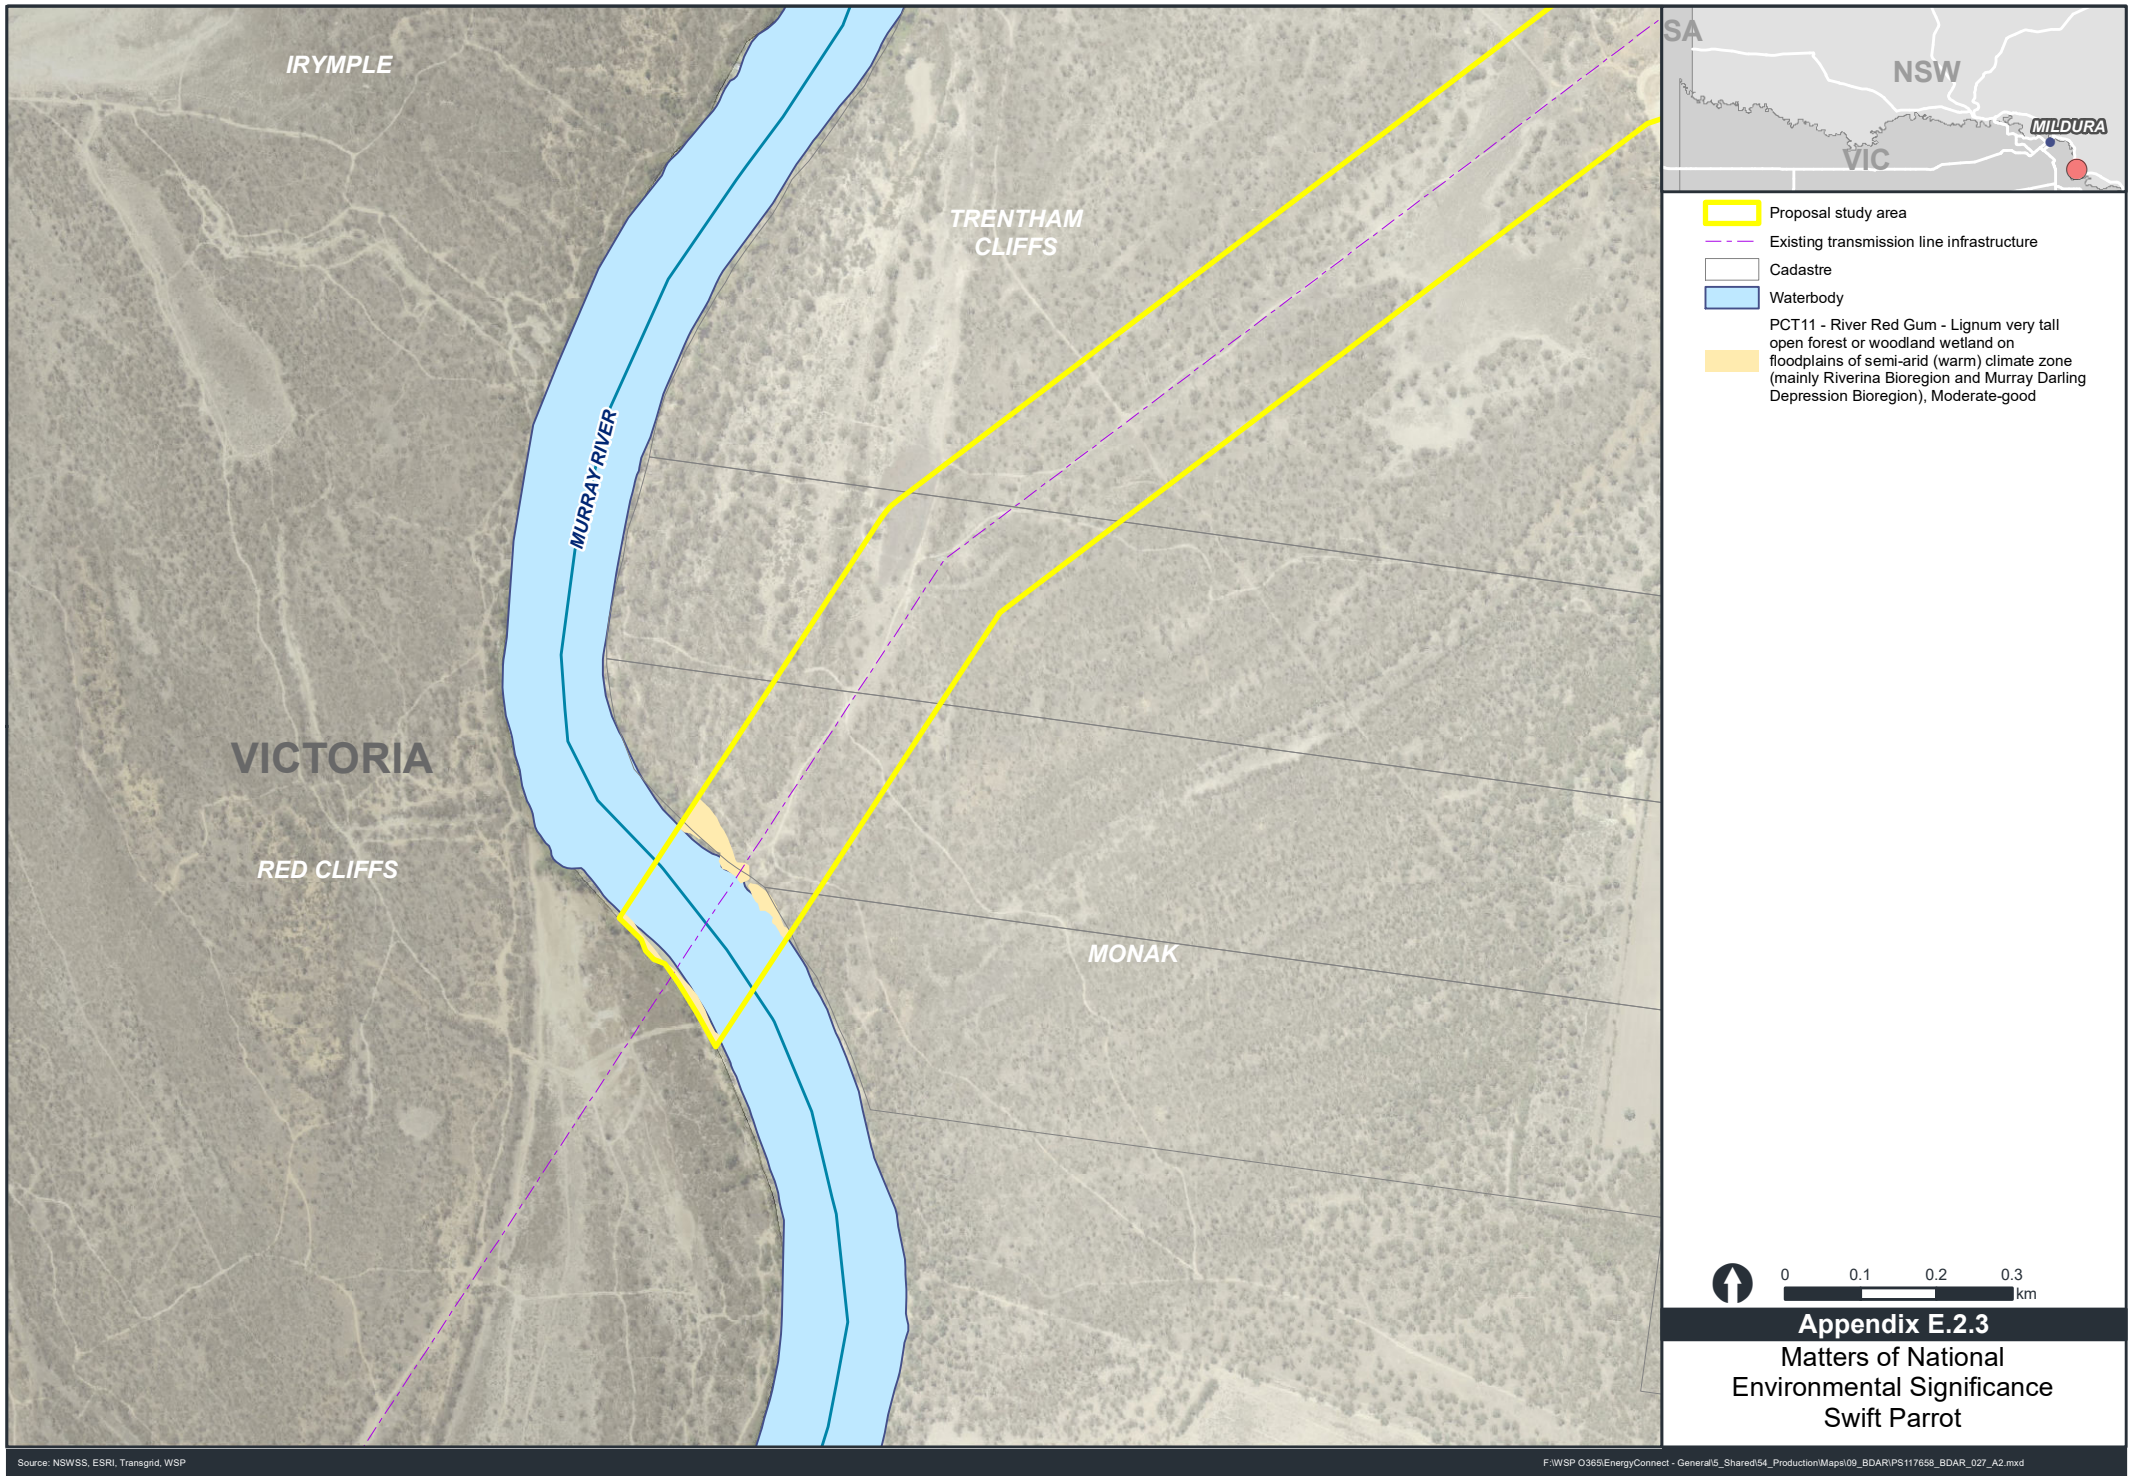 IRYMPLE
TRENTHAM
CLIFFS
MURRAY RIVER
VICTORIA
RED CLIFFS
MONAK
SA
NSW
MILDURA
VIC
Proposal study area
Existing transmission line infrastructure
Cadastre
Waterbody
PCT11 - River Red Gum - Lignum very tall
open forest or woodland wetland on
floodplains of semi-arid (warm) climate zone
(mainly Riverina Bioregion and Murray Darling
Depression Bioregion), Moderate-good
0 0.1 0.2 0.3
km
Appendix E.2.3
Matters of National
Environmental Significance
Swift Parrot
Source: NSWSS, ESRI, Transgrid, WSP
F:\WSP O365\EnergyConnect - General\5_Shared\54_Production\Maps\09_BDAR\PS117658_BDAR_027_A2.mxd